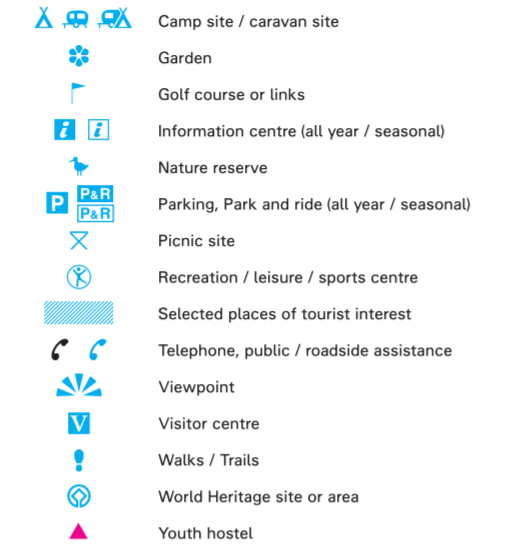 Camp site / caravan site
Garden
Golf course or links
i i Information centre (all year / seasonal)
Nature reserve
P P&R P&R Parking, Park and ride (all year / seasonal)
Picnic site
Recreation / leisure / sports centre
Selected places of tourist interest
Telephone, public / roadside assistance
Viewpoint
V Visitor centre
Walks / Trails
World Heritage site or area
Youth hostel